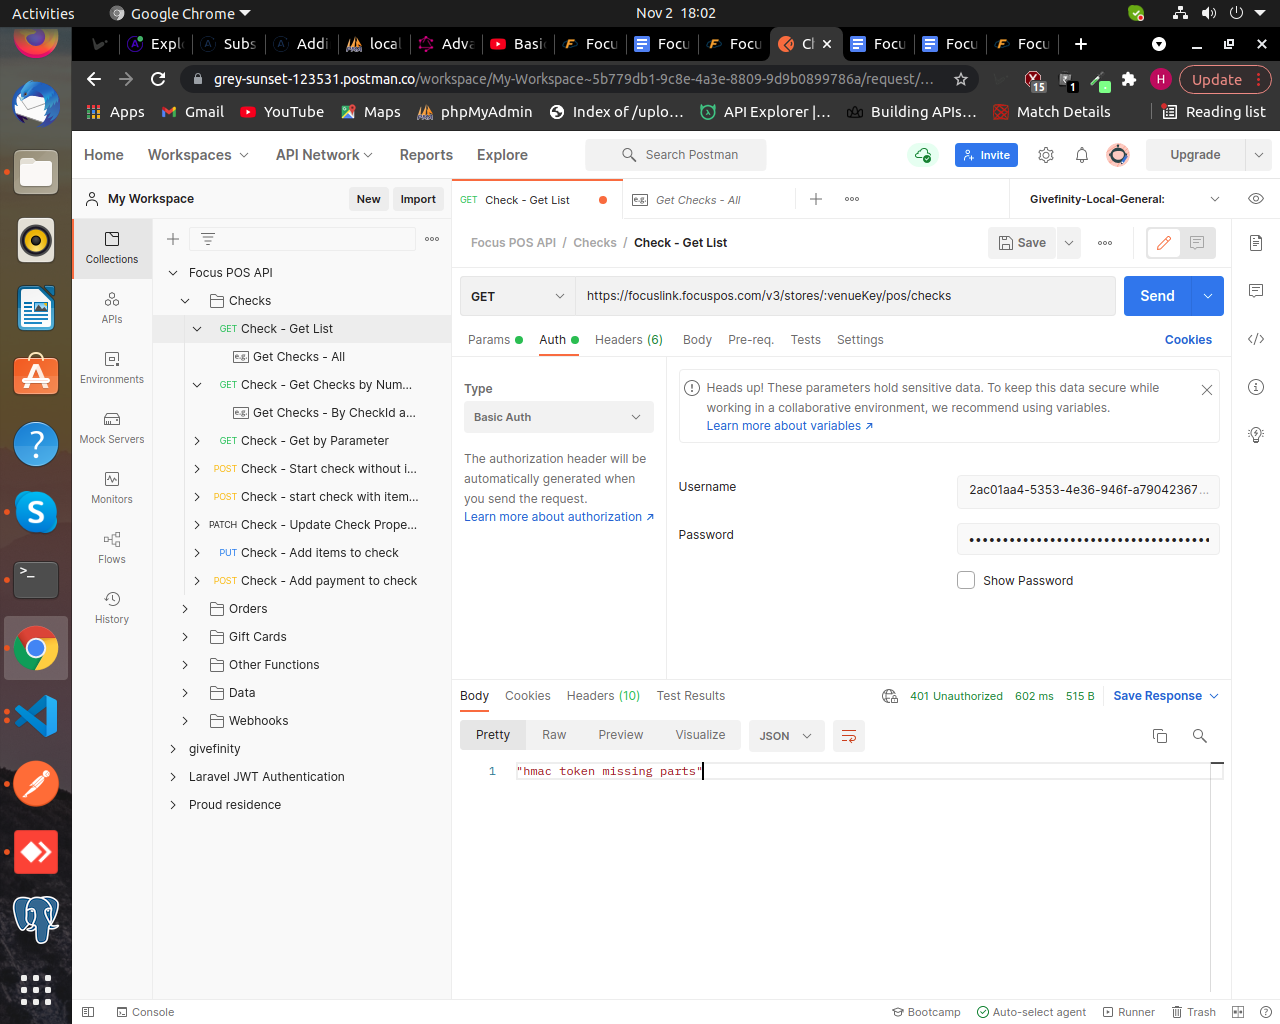 Activities
Google Chrome
Nov 2 18:02
Explo
Subs
Addi
local
Adva
Basic
Focu
Focu
Focu
Ch
Focu
Focu
Focu
grey-sunset-123531.postman.co/workspace/My-Workspace~5b779db1-9c8e-4a3e-8809-9d9b0899786a/request/...
15
1
H
Update
Apps
Gmail
YouTube
Maps
phpMyAdmin
Index of /uplo...
API Explorer |...
Building APIs...
Match Details
Reading list
Home
Workspaces
API Network
Reports
Explore
Search Postman
Invite
Upgrade
My Workspace
New
Import
GET Check - Get List
e.g. Get Checks - All
Givefinity-Local-General:
Collections
APIs
Environments
Mock Servers
Monitors
Flows
History
Focus POS API
Checks
GET Check - Get List
e.g. Get Checks - All
GET Check - Get Checks by Num...
e.g. Get Checks - By CheckId a...
GET Check - Get by Parameter
POST Check - Start check without i...
POST Check - start check with item...
PATCH Check - Update Check Prope...
PUT Check - Add items to check
POST Check - Add payment to check
Orders
Gift Cards
Other Functions
Data
Webhooks
givefinity
Laravel JWT Authentication
Proud residence
Focus POS API / Checks / Check - Get List
Save
GET
https://focuslink.focuspos.com/v3/stores/:venueKey/pos/checks
Send
Params
Auth
Headers (6)
Body
Pre-req.
Tests
Settings
Cookies
Type
Basic Auth
The authorization header will be
automatically generated when
you send the request.
Learn more about authorization ↗
Heads up! These parameters hold sensitive data. To keep this data secure while
working in a collaborative environment, we recommend using variables.
Learn more about variables ↗
Username
2ac01aa4-5353-4e36-946f-a79042367...
Password
Show Password
Body
Cookies
Headers (10)
Test Results
401 Unauthorized
602 ms
515 B
Save Response
Pretty
Raw
Preview
Visualize
JSON
1
"hmac token missing parts"
Console
Bootcamp
Auto-select agent
Runner
Trash